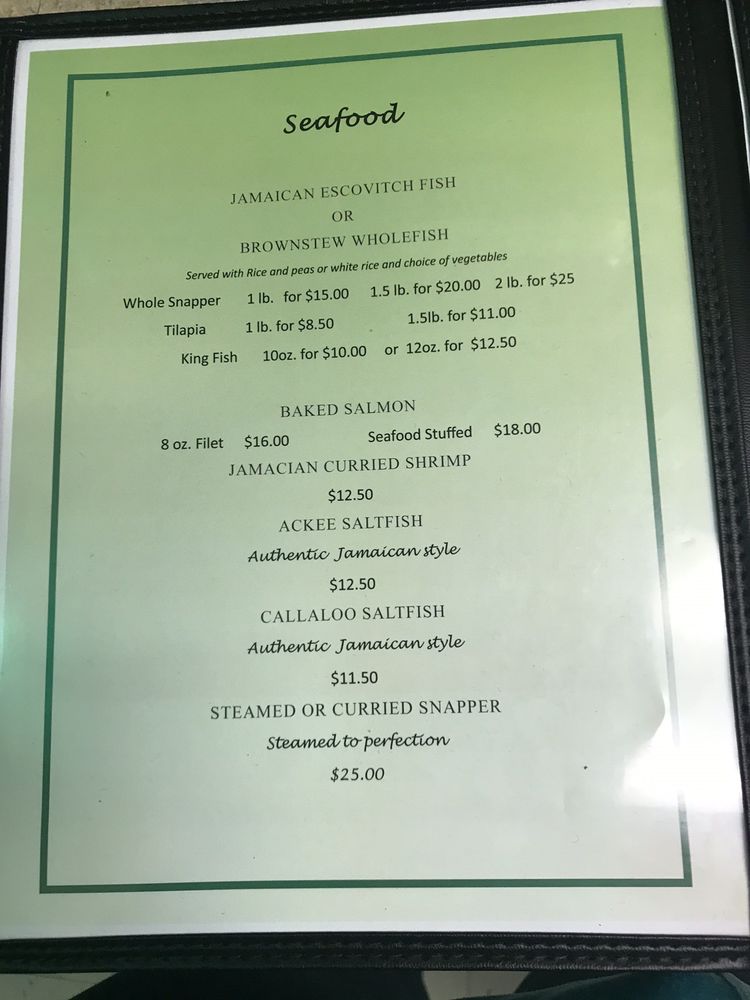 Seafood
JAMAICAN ESCOVITCH FISH
OR
BROWNSTEW WHOLEFISH
Served with Rice and peas or white rice and choice of vegetables
Whole Snapper 1 lb. for $15.00 1.5 lb. for $20.00 2 lb. for $25
Tilapia 1 lb. for $8.50 1.5lb. for $11.00
King Fish 10oz. for $10.00 or 12oz. for $12.50
BAKED SALMON
8 oz. Filet $16.00 Seafood Stuffed $18.00
JAMACIAN CURRIED SHRIMP
$12.50
ACKEE SALTFISH
Authentic Jamaican style
$12.50
CALLALOO SALTFISH
Authentic Jamaican style
$11.50
STEAMED OR CURRIED SNAPPER
Steamed to perfection
$25.00